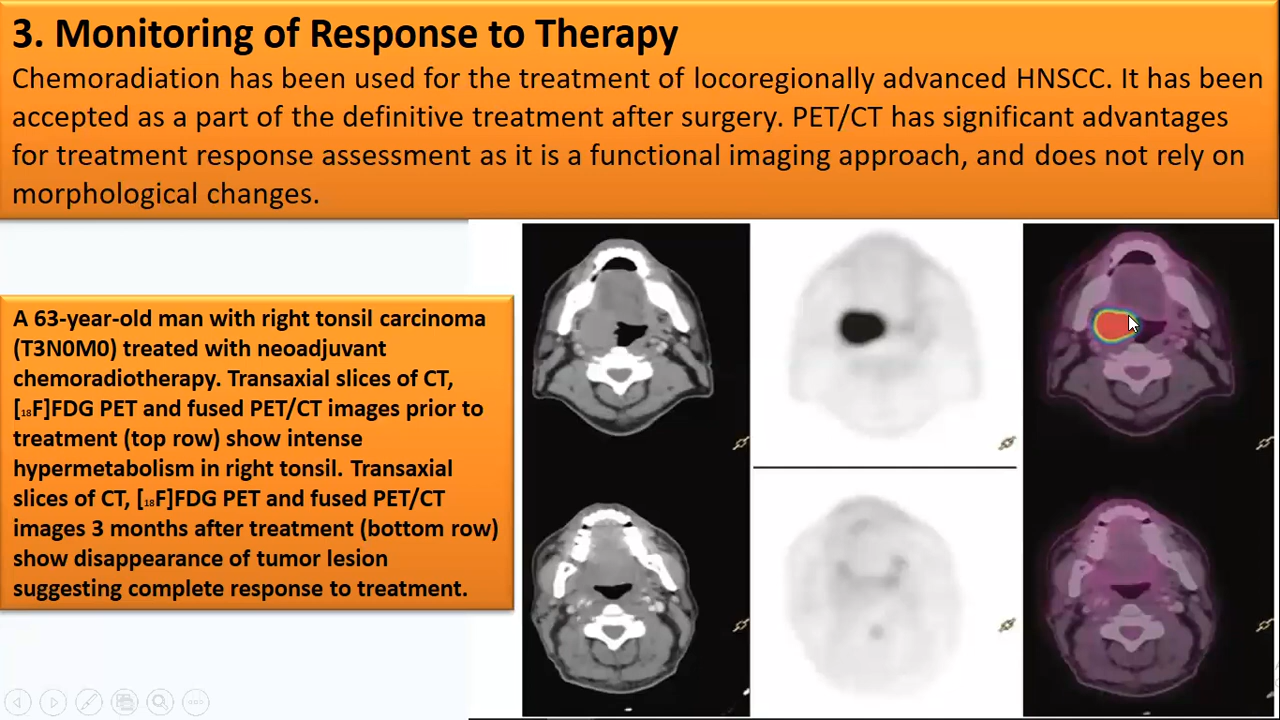 3. Monitoring of Response to Therapy
Chemoradiation has been used for the treatment of locoregionally advanced HNSCC. It has been
accepted as a part of the definitive treatment after surgery. PET/CT has significant advantages
for treatment response assessment as it is a functional imaging approach, and does not rely on
morphological changes.
A 63-year-old man with right tonsil carcinoma
(T3N0M0) treated with neoadjuvant
chemoradiotherapy. Transaxial slices of CT,
[₁₈F]FDG PET and fused PET/CT images prior to
treatment (top row) show intense
hypermetabolism in right tonsil. Transaxial
slices of CT, [₁₈F]FDG PET and fused PET/CT
images 3 months after treatment (bottom row)
show disappearance of tumor lesion
suggesting complete response to treatment.